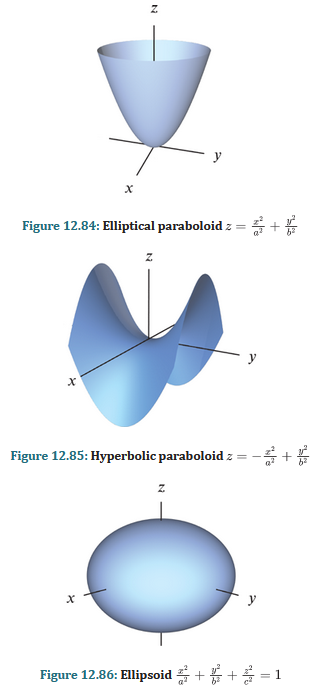 z
y
x
Figure 12.84: Elliptical paraboloid z = x²/a² + y²/b²
z
y
x
Figure 12.85: Hyperbolic paraboloid z = −x²/a² + y²/b²
z
x
y
Figure 12.86: Ellipsoid x²/a² + y²/b² + z²/c² = 1